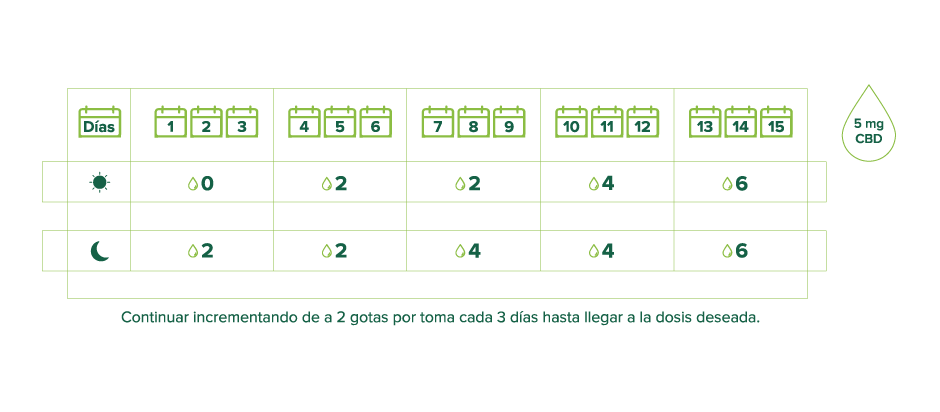 Días 1 2 3 4 5 6 7 8 9 10 11 12 13 14 15
5 mg
CBD
0 2 2 4 6
2 2 4 4 6
Continuar incrementando de a 2 gotas por toma cada 3 días hasta llegar a la dosis deseada.